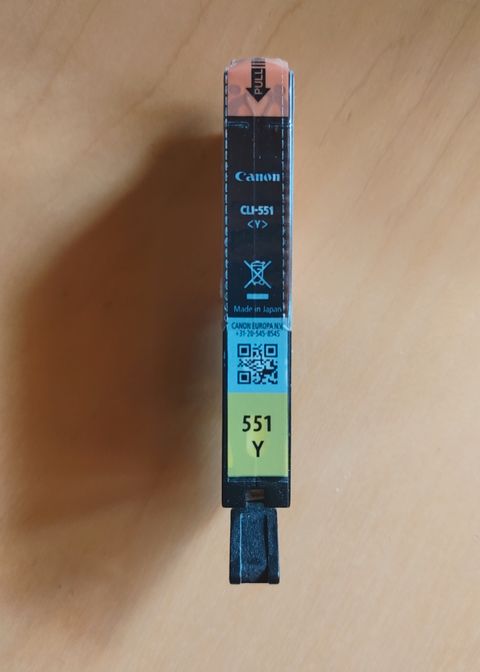 PULL
Canon
CLI-551
<Y>
Made in Japan
CANON EUROPA N.V.
+31-20-545-8545
551
Y